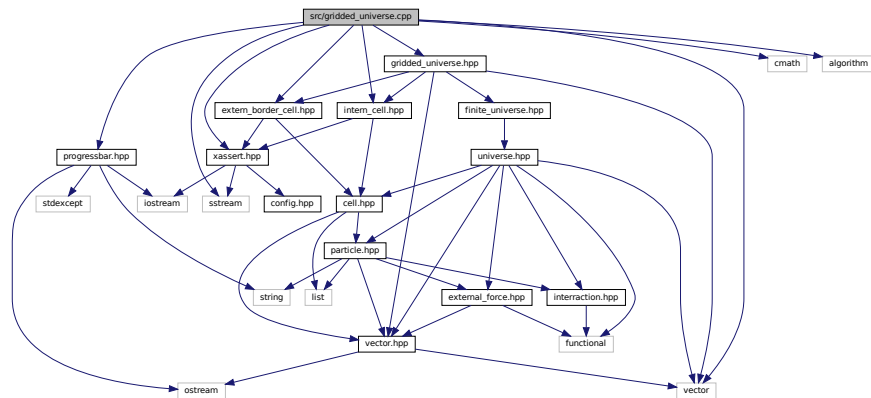 src/gridded_universe.cpp
gridded_universe.hpp
cmath
algorithm
extern_border_cell.hpp
intern_cell.hpp
finite_universe.hpp
progressbar.hpp
xassert.hpp
universe.hpp
stdexcept
iostream
sstream
config.hpp
cell.hpp
particle.hpp
string
list
external_force.hpp
interraction.hpp
vector.hpp
functional
ostream
vector